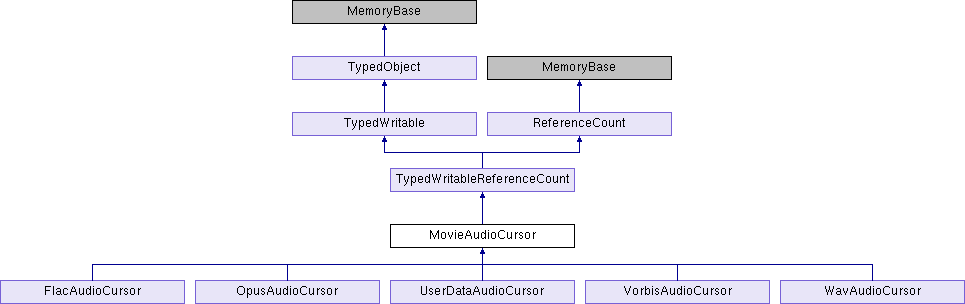 MemoryBase
TypedObject
MemoryBase
TypedWritable
ReferenceCount
TypedWritableReferenceCount
MovieAudioCursor
FlacAudioCursor
OpusAudioCursor
UserDataAudioCursor
VorbisAudioCursor
WavAudioCursor